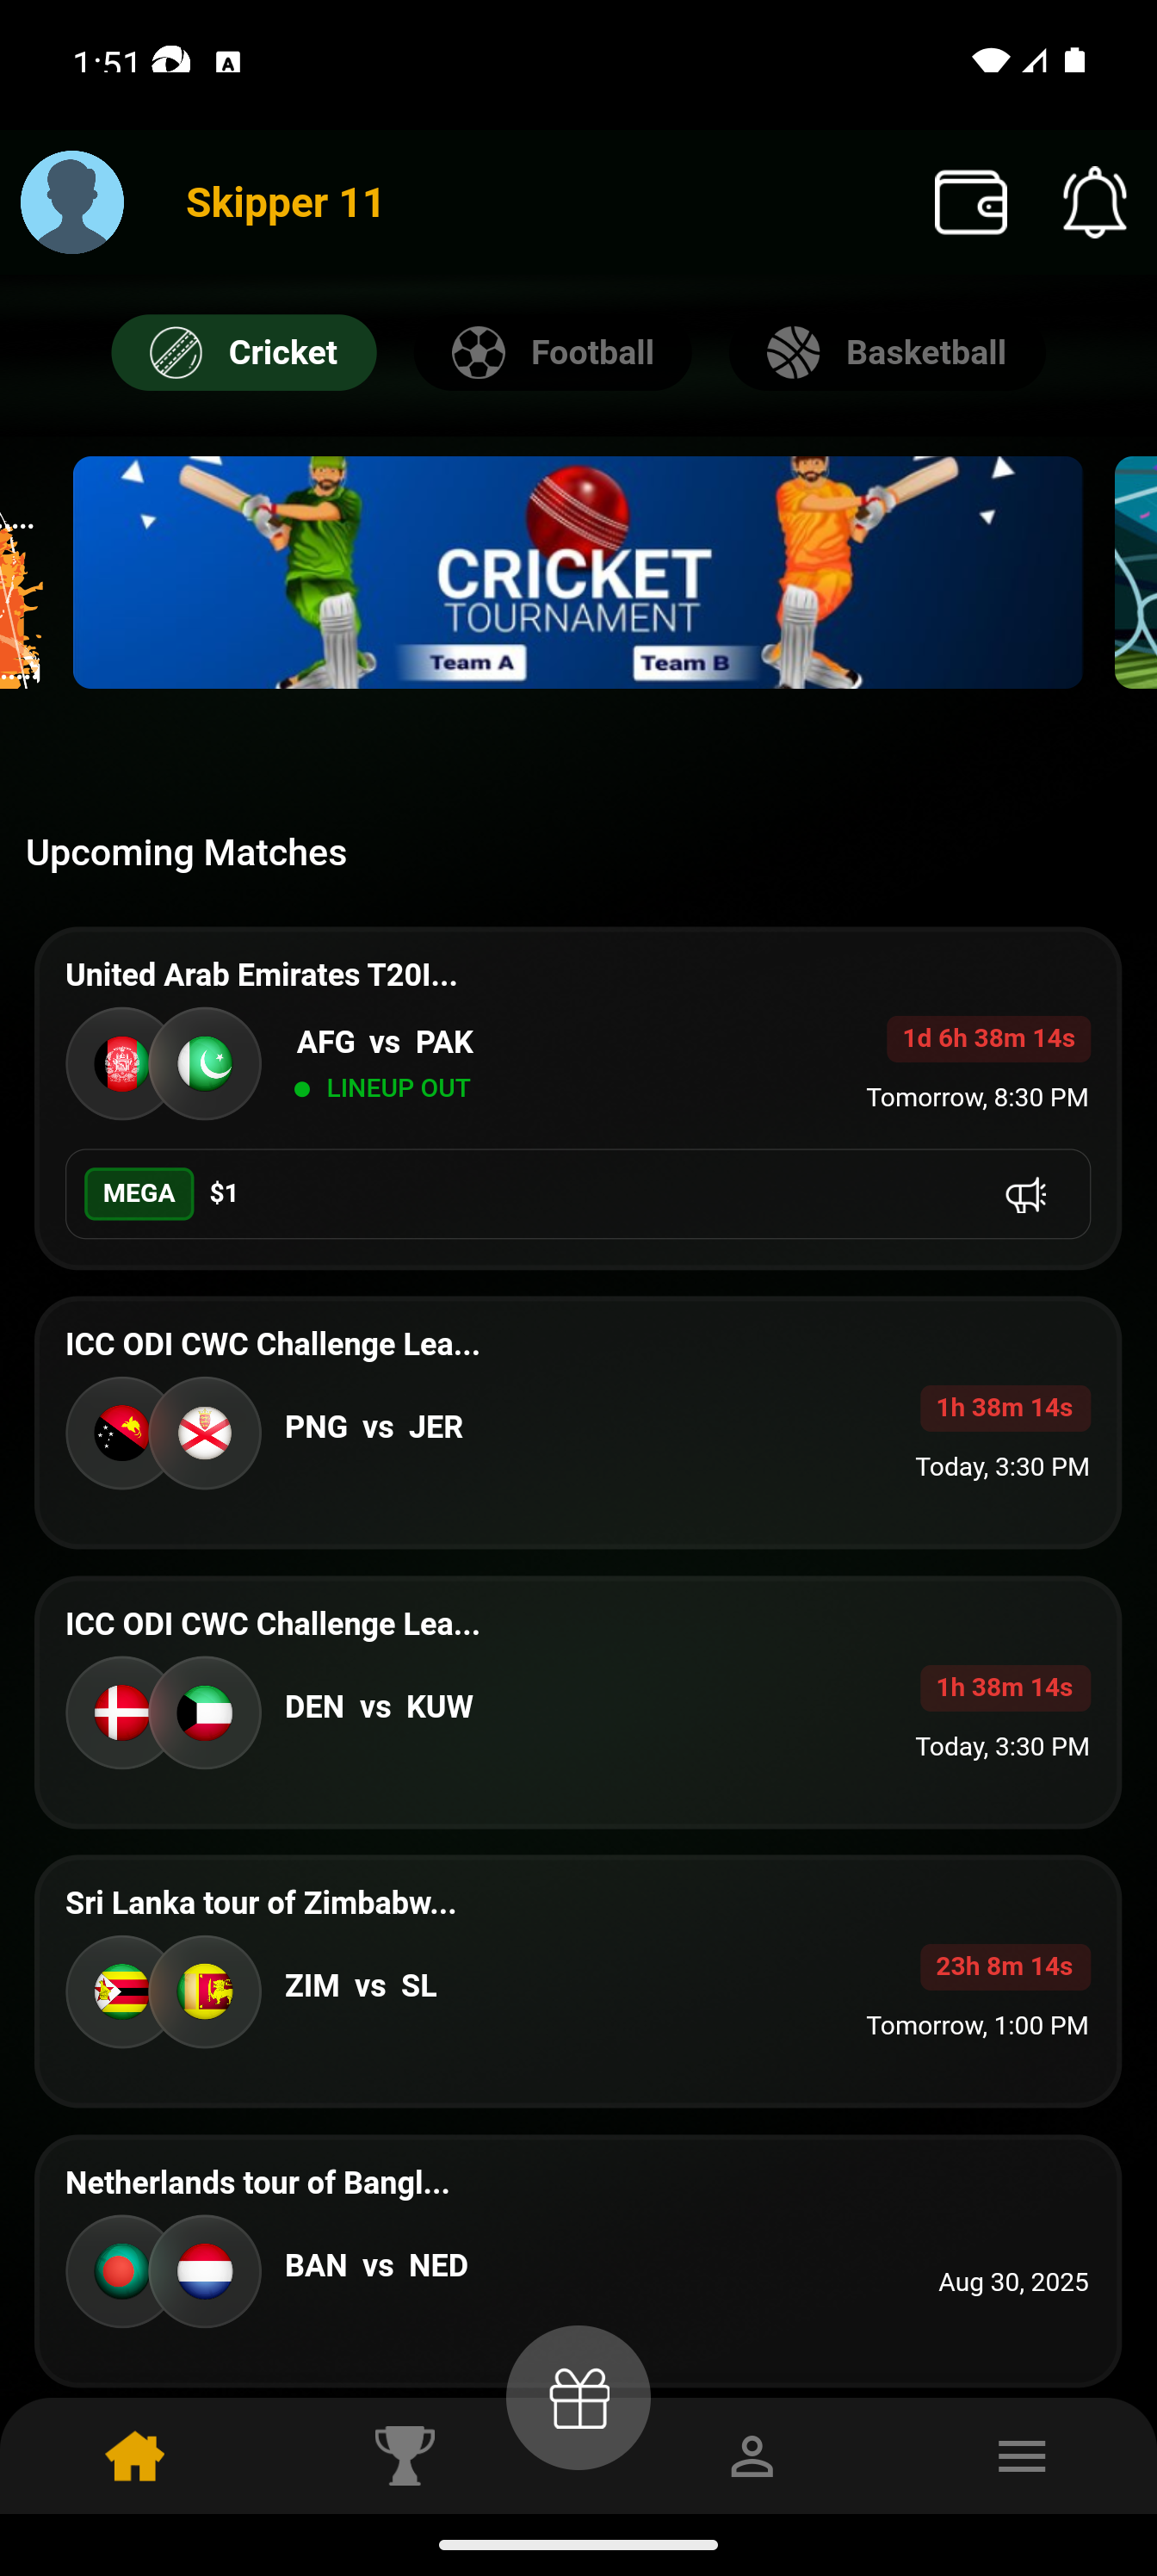 1:51
Skipper 11
Cricket
Football
Basketball
CRICKET
TOURNAMENT
Team A
Team B
Upcoming Matches
United Arab Emirates T20I...
AFG vs PAK
1d 6h 38m 14s
LINEUP OUT
Tomorrow, 8:30 PM
MEGA $1
ICC ODI CWC Challenge Lea...
PNG vs JER
1h 38m 14s
Today, 3:30 PM
ICC ODI CWC Challenge Lea...
DEN vs KUW
1h 38m 14s
Today, 3:30 PM
Sri Lanka tour of Zimbabw...
ZIM vs SL
23h 8m 14s
Tomorrow, 1:00 PM
Netherlands tour of Bangl...
BAN vs NED
Aug 30, 2025